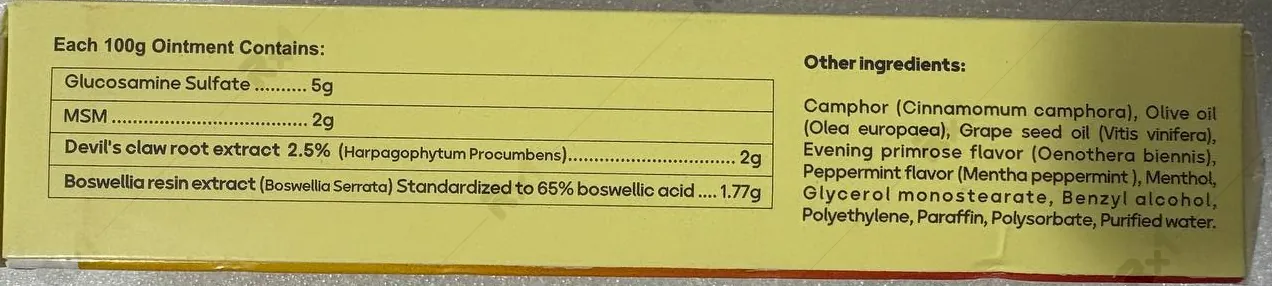 Each 100g Ointment Contains:
Glucosamine Sulfate .......... 5g
MSM .................................... 2g
Devil's claw root extract 2.5% (Harpagophytum Procumbens)............................... 2g
Boswellia resin extract (Boswellia Serrata) Standardized to 65% boswellic acid .... 1.77g
Other ingredients:
Camphor (Cinnamomum camphora), Olive oil
(Olea europaea), Grape seed oil (Vitis vinifera),
Evening primrose flavor (Oenothera biennis),
Peppermint flavor (Mentha peppermint ), Menthol,
Glycerol monostearate, Benzyl alcohol,
Polyethylene, Paraffin, Polysorbate, Purified water.